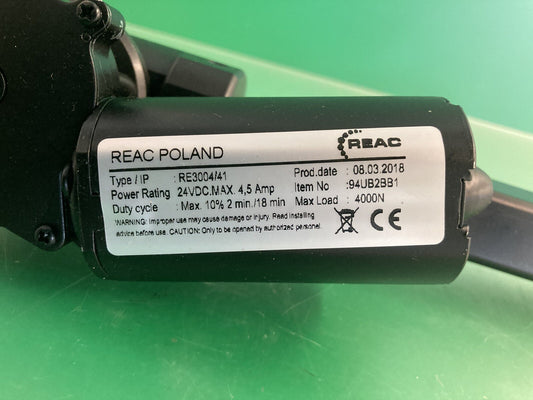 REAC POLAND
REAC
Type / IP : RE3004/41 Prod.date : 08.03.2018
Power Rating 24VDC.MAX. 4,5 Amp Item No :94UB2BB1
Duty cycle : Max. 10% 2 min./18 min Max Load : 4000N
WARNING: Improper use may cause damage or injury. Read installing
advice before use. CAUTION: Only to be opened by authorized personel.
CE